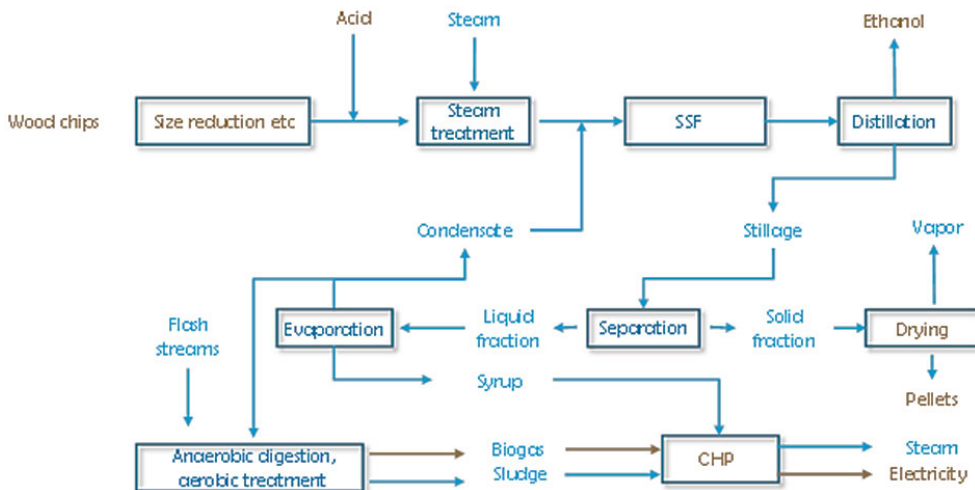 Acid
Steam
Ethanol
Wood chips
Size reduction etc
Steam
treatment
SSF
Distillation
Condensate
Stillage
Vapor
Flash
streams
Evaporation
Liquid
fraction
Separation
Solid
fraction
Drying
Syrup
Pellets
Anaerobic digestion,
aerobic treatment
Biogas
Sludge
CHP
Steam
Electricity